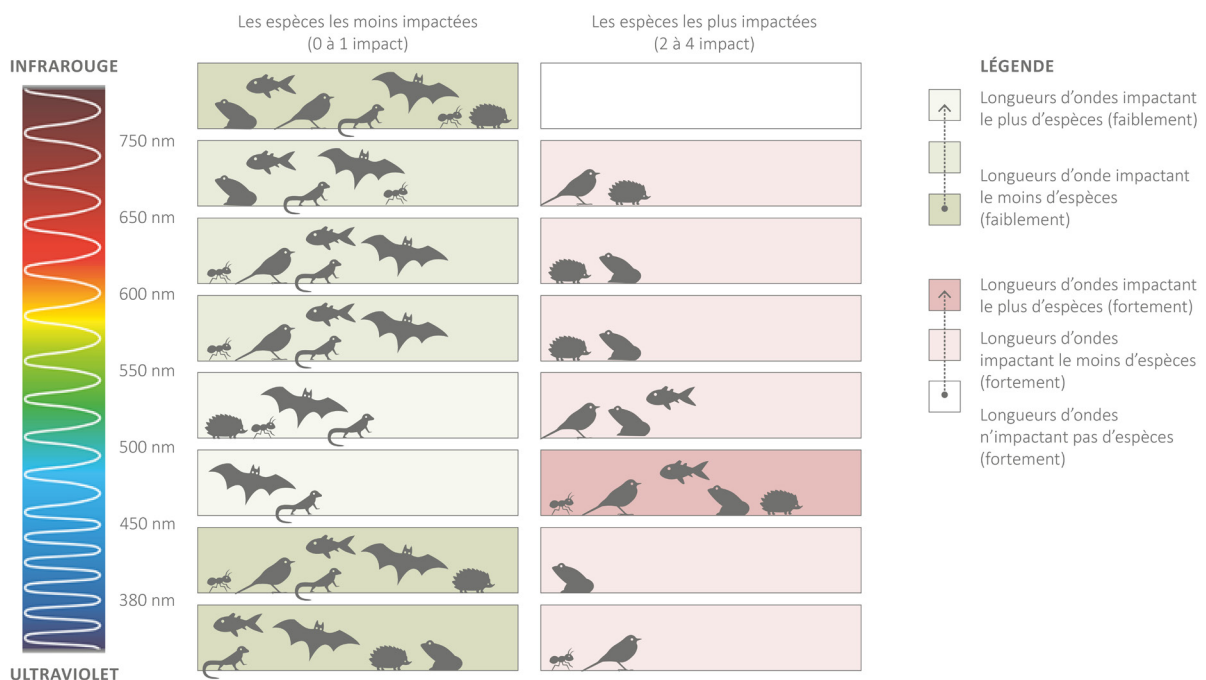 Les espèces les moins impactées
(0 à 1 impact)
Les espèces les plus impactées
(2 à 4 impact)
INFRAROUGE
750 nm
650 nm
600 nm
550 nm
500 nm
450 nm
380 nm
ULTRAVIOLET
LÉGENDE
Longueurs d'ondes impactant
le plus d'espèces (faiblement)
Longueurs d'onde impactant
le moins d'espèces
(faiblement)
Longueurs d'ondes impactant
le plus d'espèces (fortement)
Longueurs d'ondes
impactant le moins d'espèces
(fortement)
Longueurs d'ondes
n'impactant pas d'espèces
(fortement)